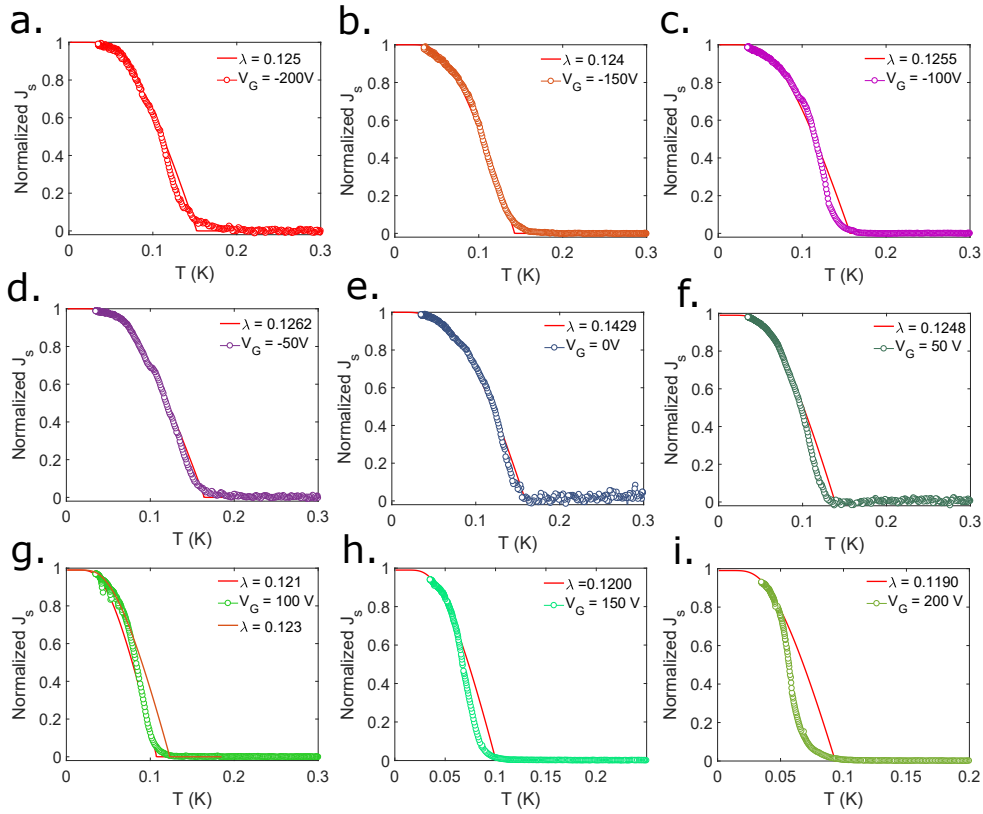 a.
Normalized J_s
1
0.8
0.6
0.4
0.2
0
λ = 0.125
V_G = -200V
0 0.1 0.2 0.3
T (K)
b.
Normalized J_s
1
0.8
0.6
0.4
0.2
0
λ = 0.124
V_G = -150V
0 0.1 0.2 0.3
T (K)
c.
Normalized J_s
1
0.8
0.6
0.4
0.2
0
λ = 0.1255
V_G = -100V
0 0.1 0.2 0.3
T (K)
d.
Normalized J_s
1
0.8
0.6
0.4
0.2
0
λ = 0.1262
V_G = -50V
0 0.1 0.2 0.3
T (K)
e.
Normalized J_s
1
0.8
0.6
0.4
0.2
0
λ = 0.1429
V_G = 0V
0 0.1 0.2 0.3
T (K)
f.
Normalized J_s
1
0.8
0.6
0.4
0.2
0
λ = 0.1248
V_G = 50 V
0 0.1 0.2 0.3
T (K)
g.
Normalized J_s
1
0.8
0.6
0.4
0.2
0
λ = 0.121
V_G = 100 V
λ = 0.123
0 0.1 0.2 0.3
T (K)
h.
Normalized J_s
1
0.8
0.6
0.4
0.2
0
λ =0.1200
V_G = 150 V
0 0.05 0.1 0.15 0.2
T (K)
i.
Normalized J_s
1
0.8
0.6
0.4
0.2
0
λ = 0.1190
V_G = 200 V
0 0.05 0.1 0.15 0.2
T (K)